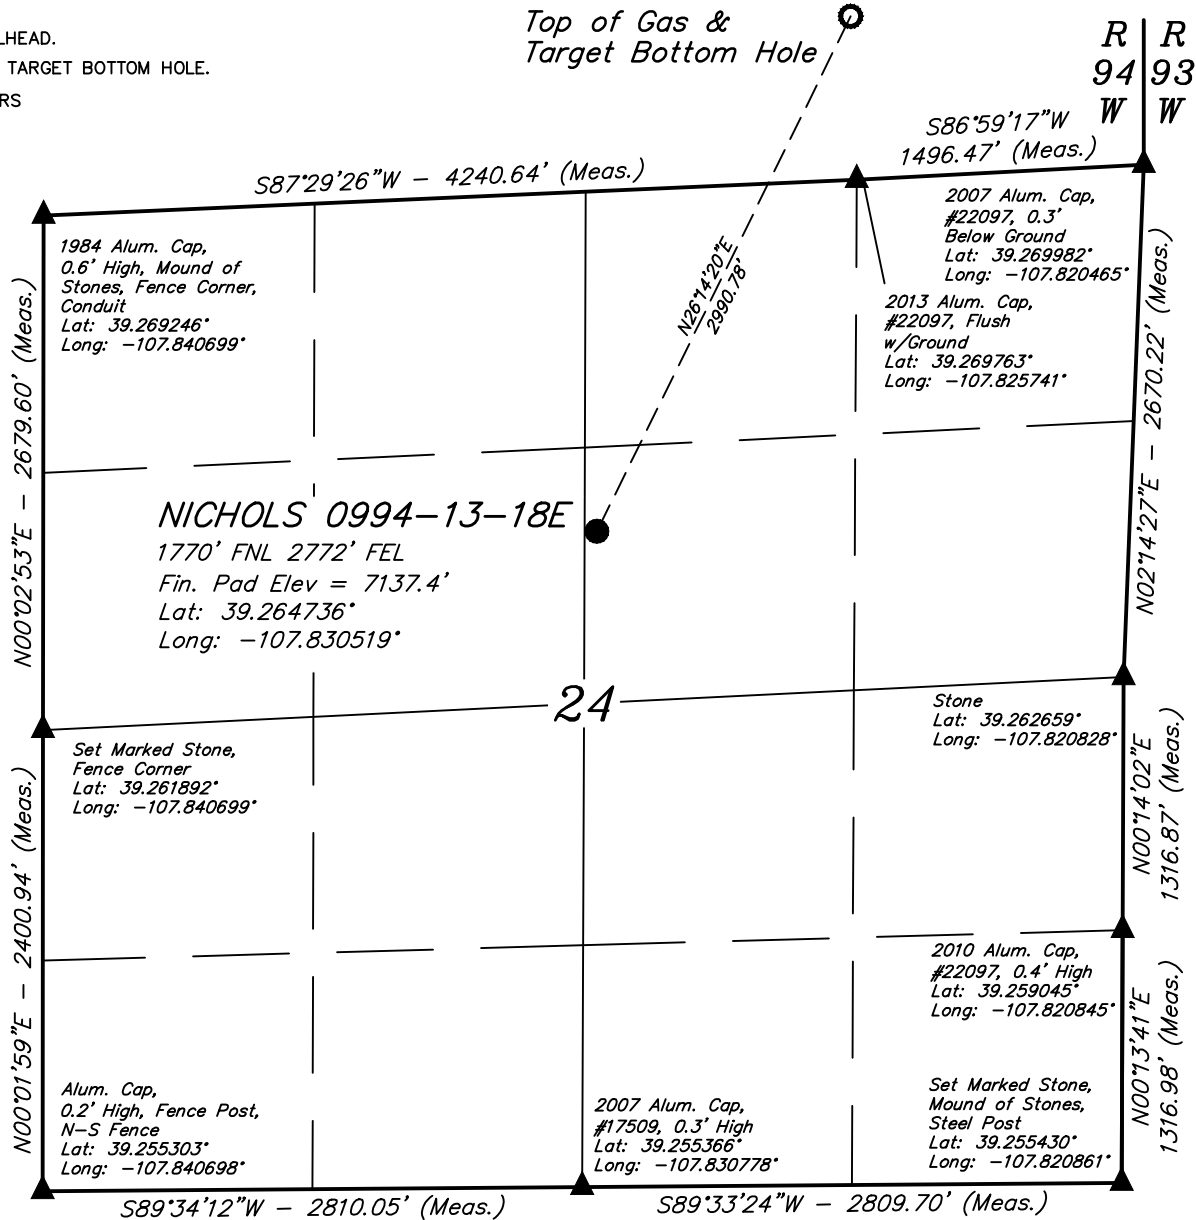 LHEAD.
TARGET BOTTOM HOLE.
RS
Top of Gas &
Target Bottom Hole
R R
94 93
W W
S86°59'17"W
1496.47' (Meas.)
S87°29'26"W – 4240.64' (Meas.)
2007 Alum. Cap,
#22097, 0.3'
Below Ground
Lat: 39.269982°
Long: –107.820465°
1984 Alum. Cap,
0.6' High, Mound of
Stones, Fence Corner,
Conduit
Lat: 39.269246°
Long: –107.840699°
N26°14'20"E
2990.78'
2013 Alum. Cap,
#22097, Flush
w/Ground
Lat: 39.269763°
Long: –107.825741°
N00°02'53"E – 2679.60' (Meas.)
N02°14'27"E – 2670.22' (Meas.)
NICHOLS 0994–13–18E
1770' FNL 2772' FEL
Fin. Pad Elev = 7137.4'
Lat: 39.264736°
Long: –107.830519°
24
Stone
Lat: 39.262659°
Long: –107.820828°
Set Marked Stone,
Fence Corner
Lat: 39.261892°
Long: –107.840699°
N00°14'02"E
1316.87' (Meas.)
N00°01'59"E – 2400.94' (Meas.)
2010 Alum. Cap,
#22097, 0.4' High
Lat: 39.259045°
Long: –107.820845°
N00°13'41"E
1316.98' (Meas.)
Alum. Cap,
0.2' High, Fence Post,
N–S Fence
Lat: 39.255303°
Long: –107.840698°
2007 Alum. Cap,
#17509, 0.3' High
Lat: 39.255366°
Long: –107.830778°
Set Marked Stone,
Mound of Stones,
Steel Post
Lat: 39.255430°
Long: –107.820861°
S89°34'12"W – 2810.05' (Meas.)
S89°33'24"W – 2809.70' (Meas.)